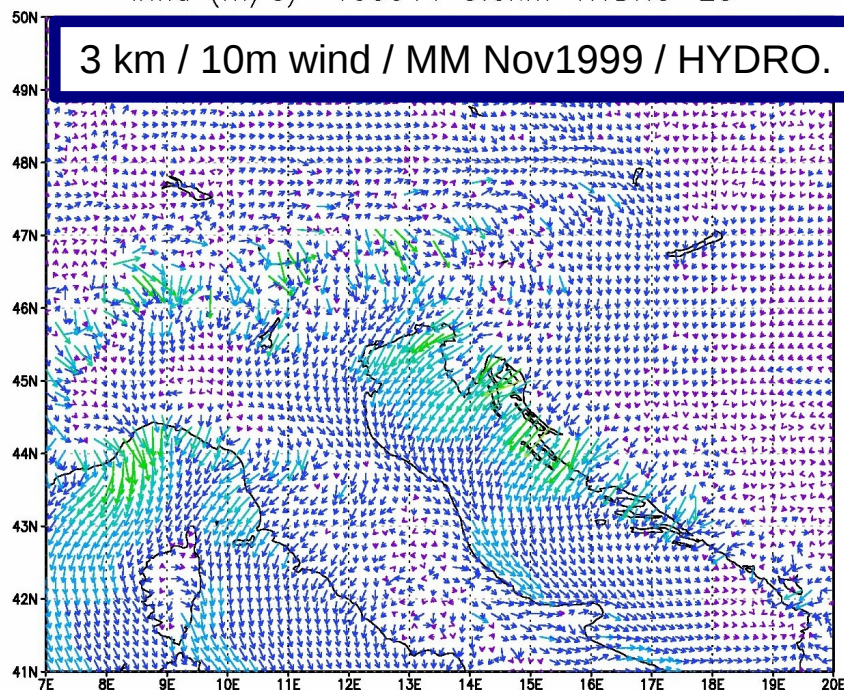 3 km / 10m wind / MM Nov1999 / HYDRO.
50N
49N
48N
47N
46N
45N
44N
43N
42N
41N
7E 8E 9E 10E 11E 12E 13E 14E 15E 16E 17E 18E 19E 20E